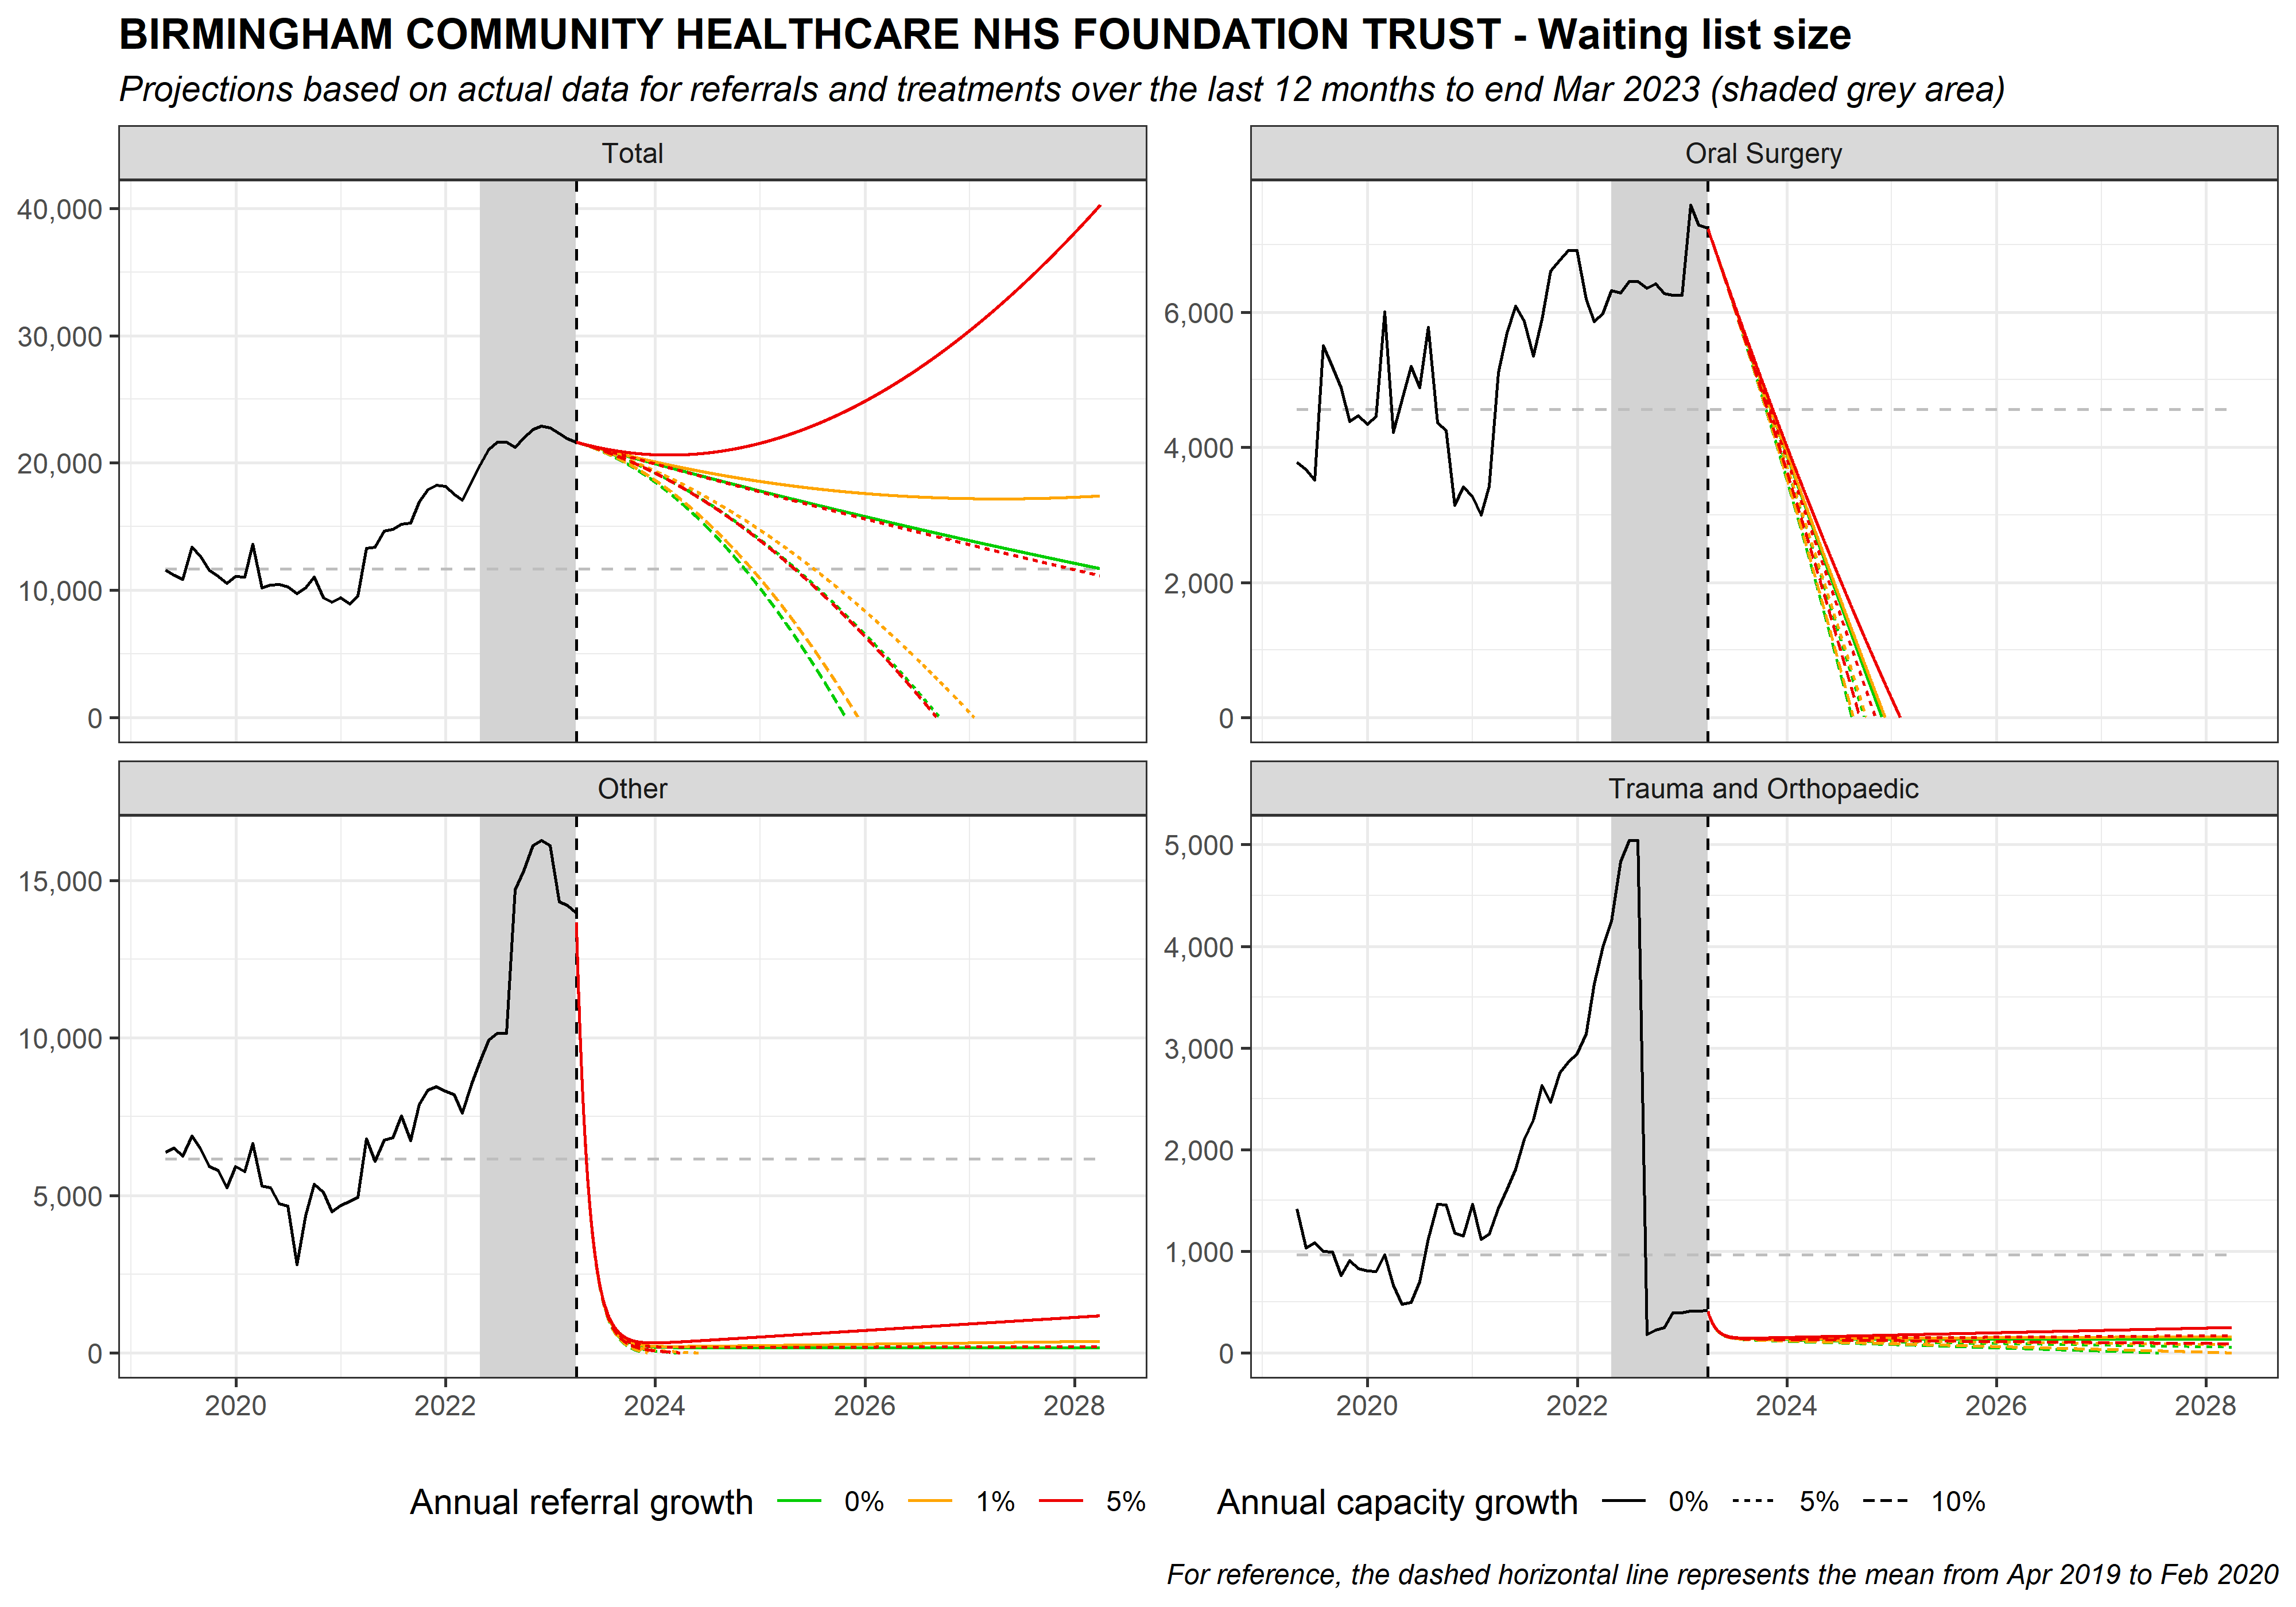 BIRMINGHAM COMMUNITY HEALTHCARE NHS FOUNDATION TRUST - Waiting list size
Projections based on actual data for referrals and treatments over the last 12 months to end Mar 2023 (shaded grey area)
Total
40,000
30,000
20,000
10,000
0
Oral Surgery
6,000
4,000
2,000
0
Other
15,000
10,000
5,000
0
2020 2022 2024 2026 2028
Trauma and Orthopaedic
5,000
4,000
3,000
2,000
1,000
0
2020 2022 2024 2026 2028
Annual referral growth 0% 1% 5%
Annual capacity growth 0% 5% 10%
For reference, the dashed horizontal line represents the mean from Apr 2019 to Feb 2020